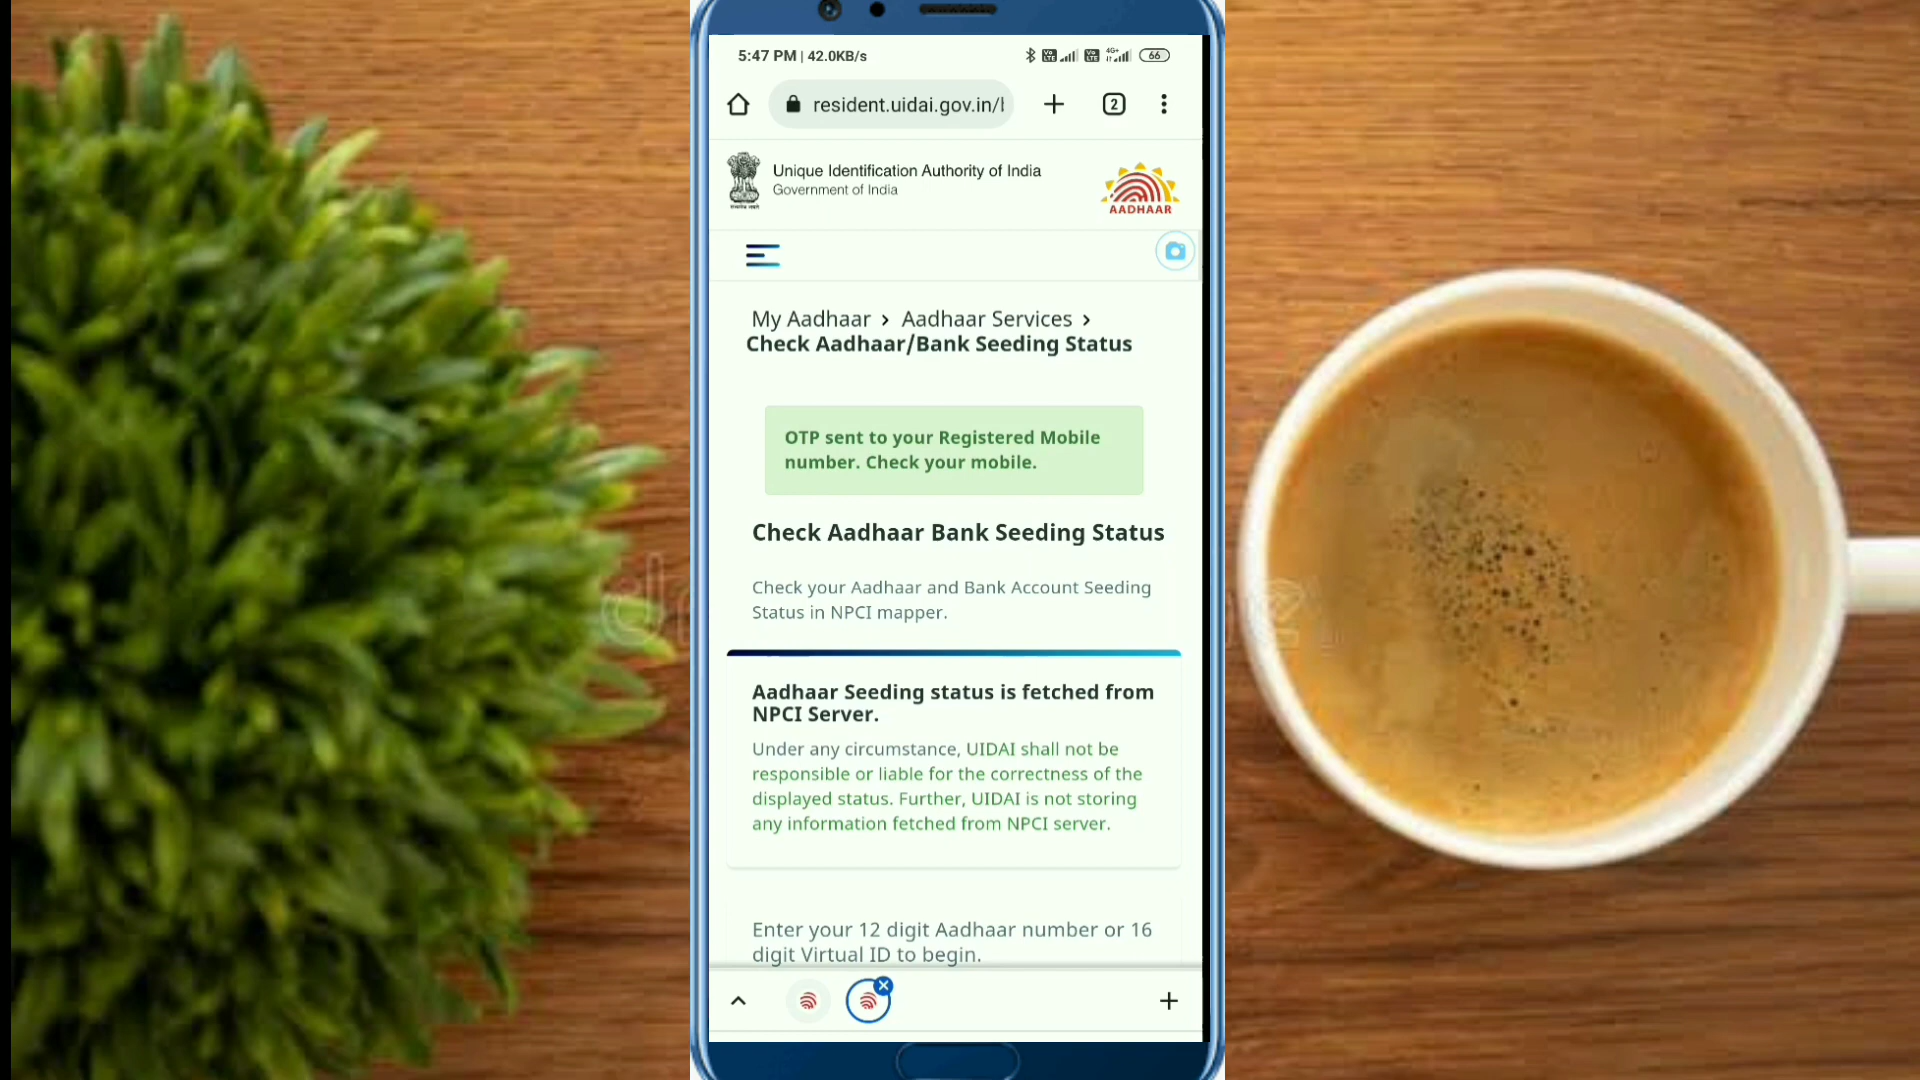 5:47 PM | 42.0KB/s
66
resident.uidai.gov.in/
2
Unique Identification Authority of India
Government of India
AADHAAR
My Aadhaar › Aadhaar Services ›
Check Aadhaar/Bank Seeding Status
OTP sent to your Registered Mobile
number. Check your mobile.
Check Aadhaar Bank Seeding Status
Check your Aadhaar and Bank Account Seeding
Status in NPCI mapper.
Aadhaar Seeding status is fetched from
NPCI Server.
Under any circumstance, UIDAI shall not be
responsible or liable for the correctness of the
displayed status. Further, UIDAI is not storing
any information fetched from NPCI server.
Enter your 12 digit Aadhaar number or 16
digit Virtual ID to begin.